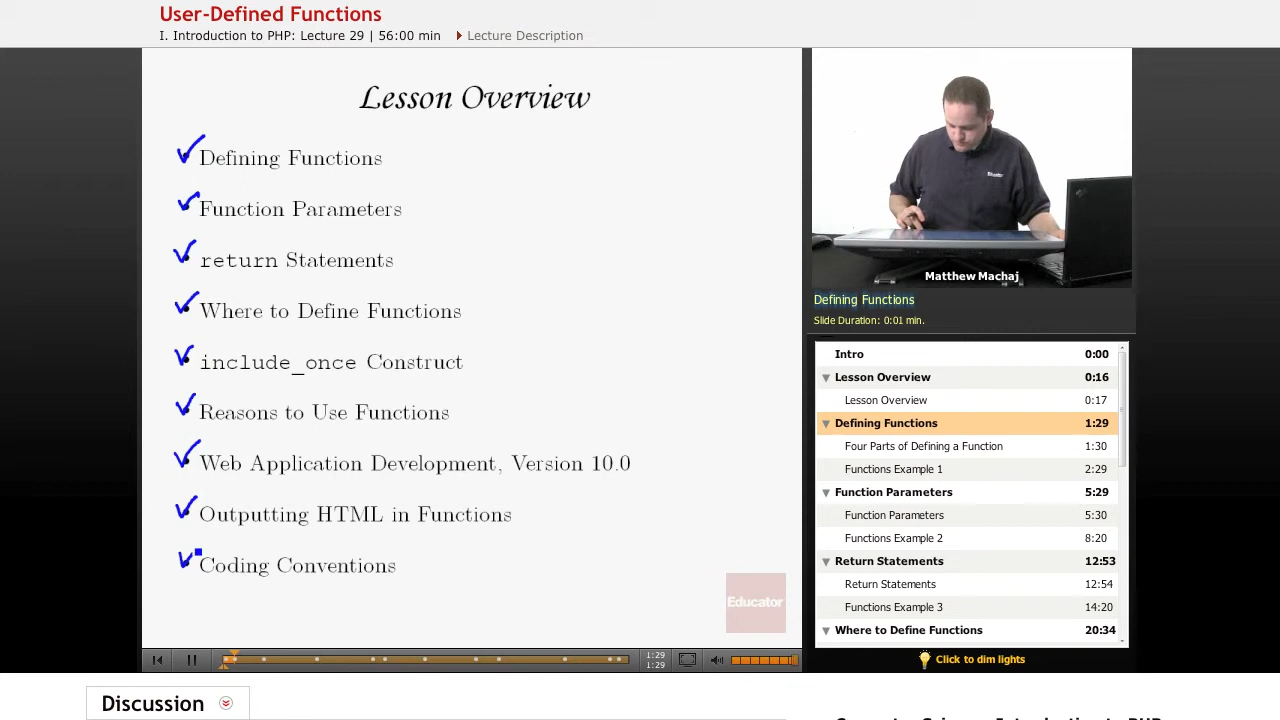 User-Defined Functions
I. Introduction to PHP: Lecture 29 | 56:00 min
Lecture Description
Lesson Overview
Defining Functions
Function Parameters
return Statements
Where to Define Functions
include_once Construct
Reasons to Use Functions
Web Application Development, Version 10.0
Outputting HTML in Functions
Coding Conventions
Educator
Matthew Machaj
Defining Functions
Slide Duration: 0:01 min.
Intro 0:00
Lesson Overview 0:16
Lesson Overview 0:17
Defining Functions 1:29
Four Parts of Defining a Function 1:30
Functions Example 1 2:29
Function Parameters 5:29
Function Parameters 5:30
Functions Example 2 8:20
Return Statements 12:53
Return Statements 12:54
Functions Example 3 14:20
Where to Define Functions 20:34
1:29
1:29
Click to dim lights
Discussion